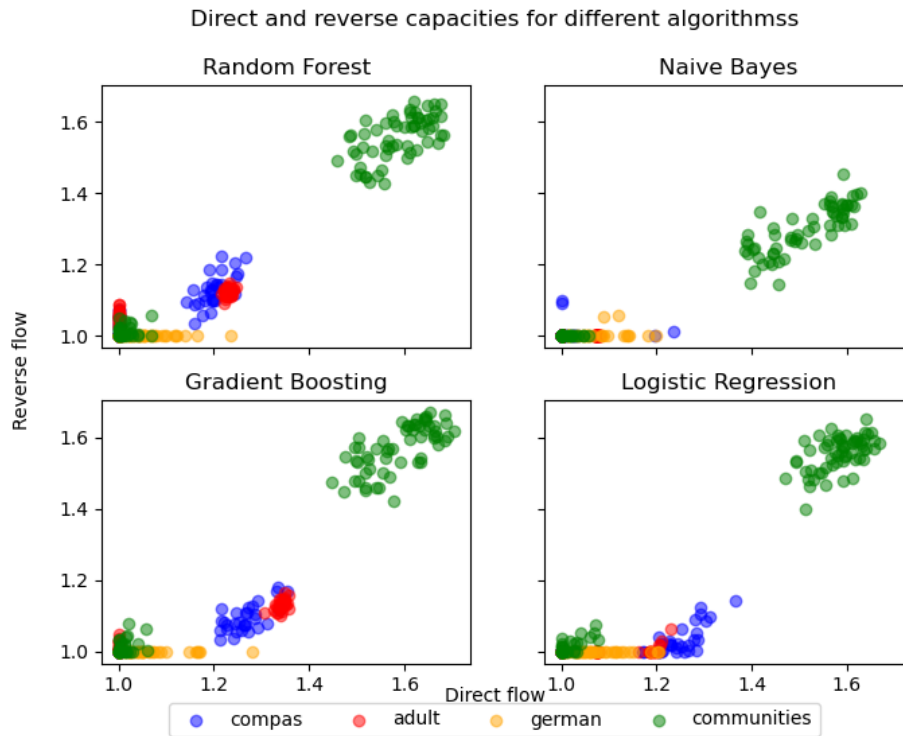 Direct and reverse capacities for different algorithmss
Random Forest
Naive Bayes
1.6
1.4
1.2
1.0
Gradient Boosting
Logistic Regression
Reverse flow
1.6
1.4
1.2
1.0
1.0 1.2 1.4 1.6 1.0 1.2 1.4 1.6
Direct flow
compas adult german communities